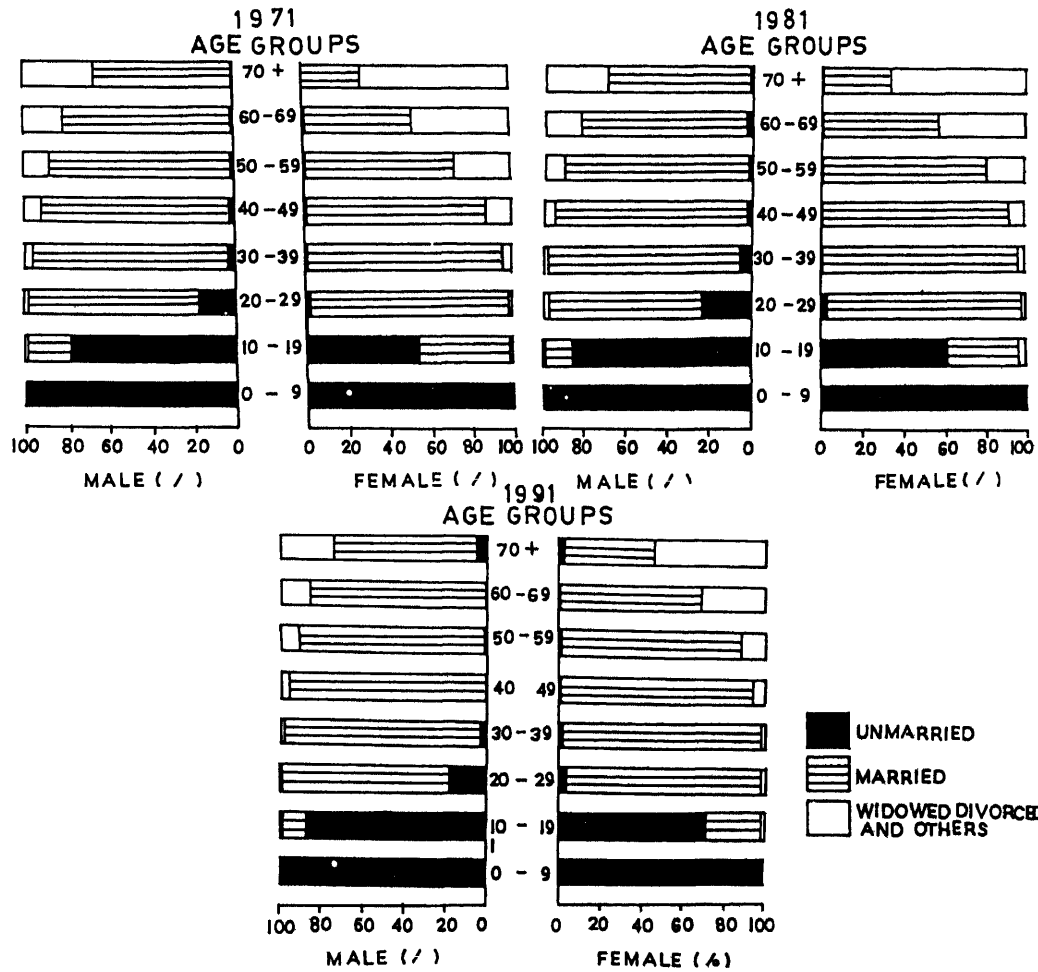 1971
AGE GROUPS
70 +
60 - 69
50 - 59
40 - 49
30 - 39
20 - 29
10 - 19
0 - 9
100 80 60 40 20 0
0 20 40 60 80 100
MALE ( / )
FEMALE ( / )
1981
AGE GROUPS
70 +
60 - 69
50 - 59
40 - 49
30 - 39
20 - 29
10 - 19
0 - 9
100 80 60 40 20 0
0 20 40 60 80 100
MALE ( / )
FEMALE ( / )
1991
AGE GROUPS
70 +
60 - 69
50 - 59
40 49
30 - 39
20 - 29
10 - 19
0 - 9
100 80 60 40 20 0
0 20 40 60 80 100
MALE ( / )
FEMALE (%)
UNMARRIED
MARRIED
WIDOWED DIVORCED
AND OTHERS